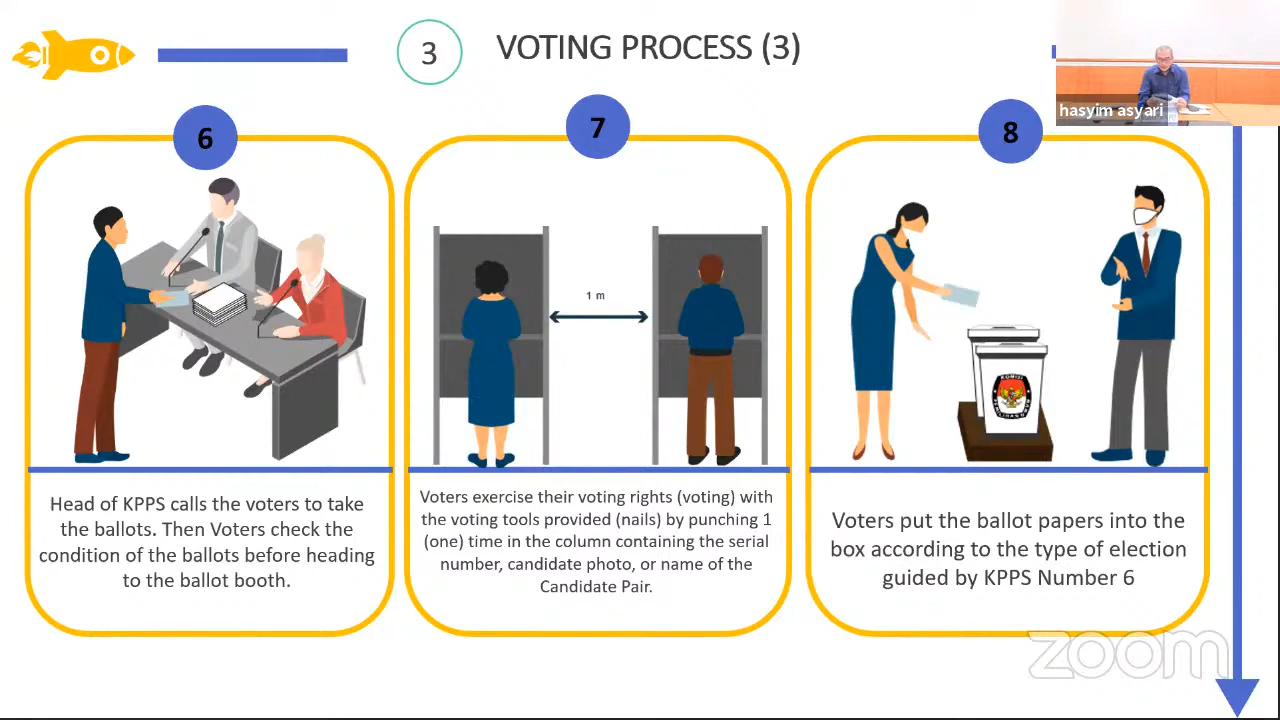 3
VOTING PROCESS (3)
hasyim asyari
6
7
8
1 m
KOMISI
Head of KPPS calls the voters to take
the ballots. Then Voters check the
condition of the ballots before heading
to the ballot booth.
Voters exercise their voting rights (voting) with
the voting tools provided (nails) by punching 1
(one) time in the column containing the serial
number, candidate photo, or name of the
Candidate Pair.
Voters put the ballot papers into the
box according to the type of election
guided by KPPS Number 6
zoom